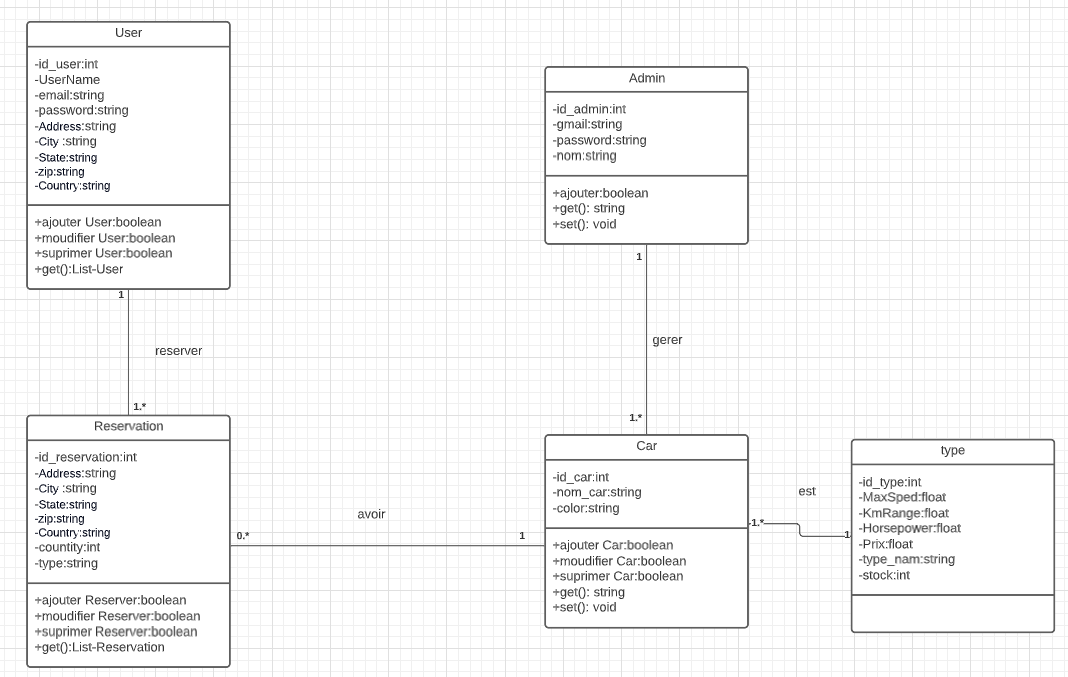 User
-id_user:int
-UserName
-email:string
-password:string
-Address:string
-City :string
-State:string
-zip:string
-Country:string
+ajouter User:boolean
+moudifier User:boolean
+suprimer User:boolean
+get():List-User
1
reserver
1.*
Reservation
-id_reservation:int
-Address:string
-City :string
-State:string
-zip:string
-Country:string
-countity:int
-type:string
+ajouter Reserver:boolean
+moudifier Reserver:boolean
+suprimer Reserver:boolean
+get():List-Reservation
0.*
avoir
1
Admin
-id_admin:int
-gmail:string
-password:string
-nom:string
+ajouter:boolean
+get(): string
+set(): void
1
gerer
1.*
Car
-id_car:int
-nom_car:string
-color:string
+ajouter Car:boolean
+moudifier Car:boolean
+suprimer Car:boolean
+get(): string
+set(): void
1.*
est
1
type
-id_type:int
-MaxSped:float
-KmRange:float
-Horsepower:float
-Prix:float
-type_nam:string
-stock:int